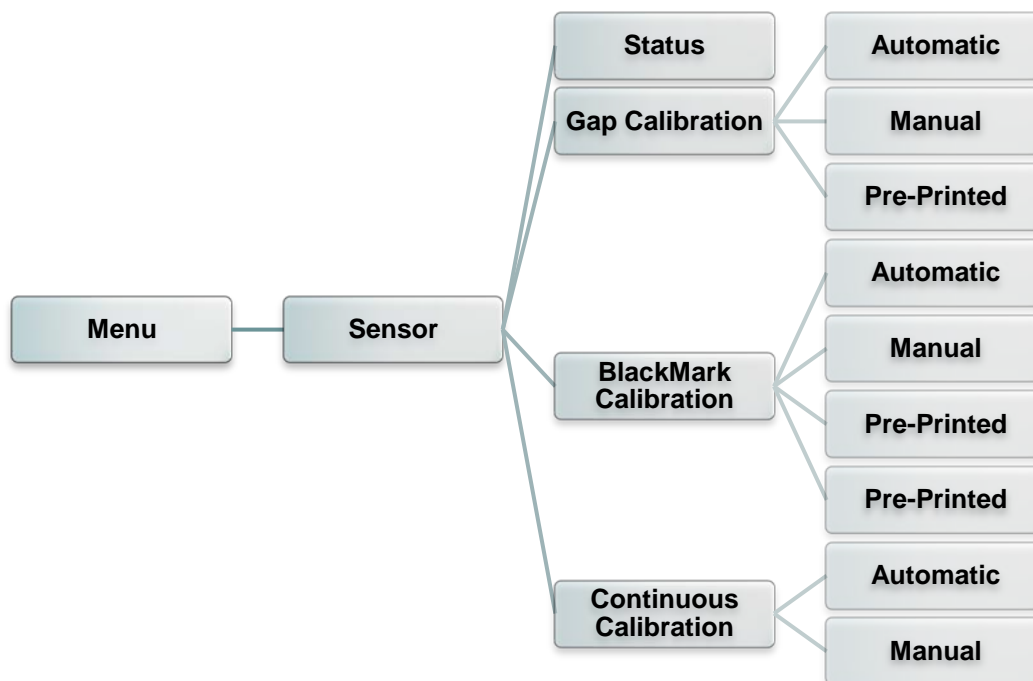 Menu
Sensor
Status
Gap Calibration
Automatic
Manual
Pre-Printed
BlackMark
Calibration
Automatic
Manual
Pre-Printed
Pre-Printed
Continuous
Calibration
Automatic
Manual